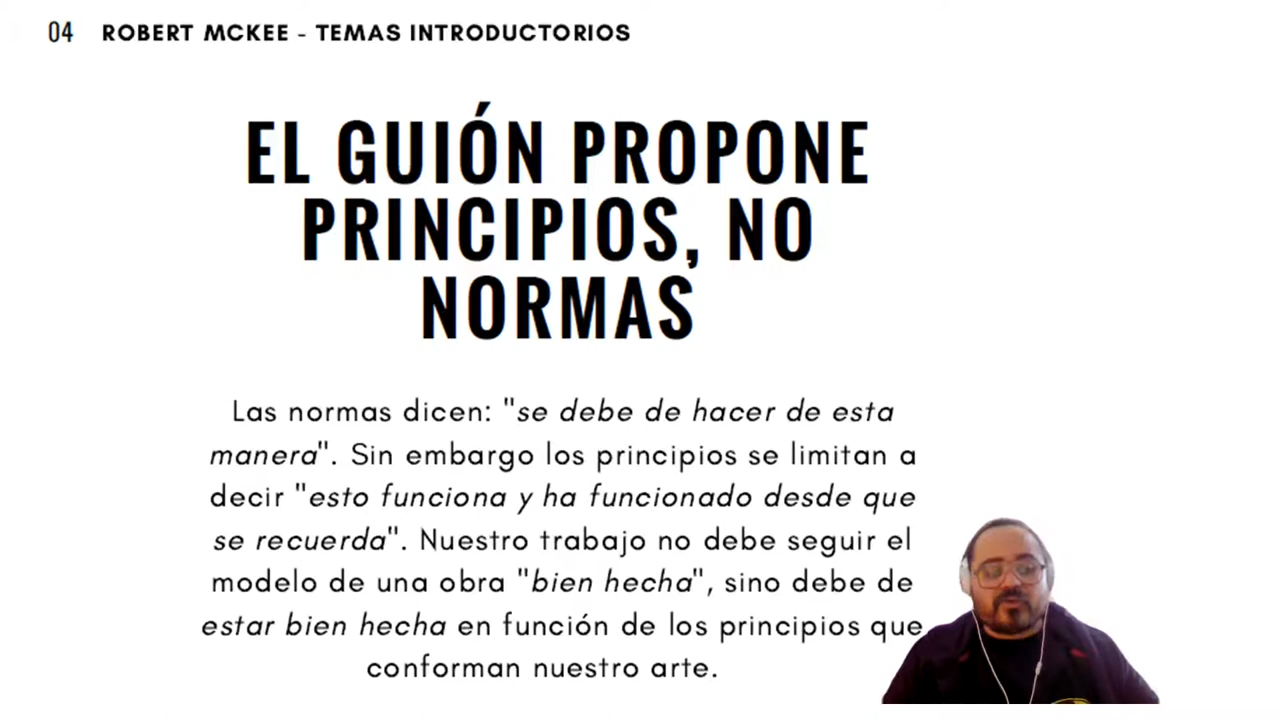 04 ROBERT MCKEE - TEMAS INTRODUCTORIOS
EL GUIÓN PROPONE
PRINCIPIOS, NO
NORMAS
Las normas dicen: "se debe de hacer de esta
manera". Sin embargo los principios se limitan a
decir "esto funciona y ha funcionado desde que
se recuerda". Nuestro trabajo no debe seguir el
modelo de una obra "bien hecha", sino debe de
estar bien hecha en función de los principios que
conforman nuestro arte.